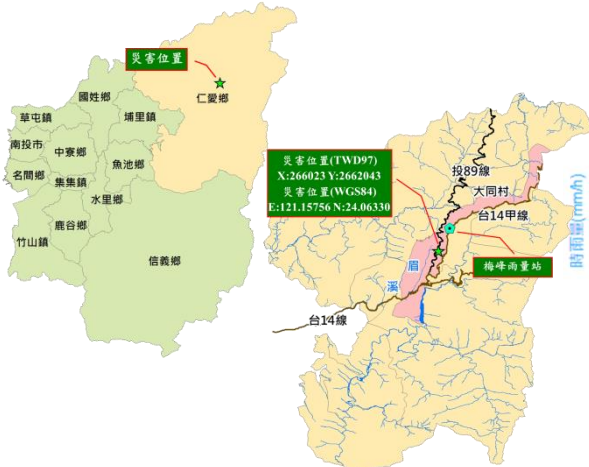 災害位置
國姓鄉
仁愛鄉
草屯鎮
埔里鎮
南投市
中寮鄉
魚池鄉
名間鄉
集集鎮
水里鄉
鹿谷鄉
竹山鎮
信義鄉
災害位置(TWD97)
X:266023 Y:2662043
災害位置(WGS84)
E:121.15756 N:24.06330
投89線
大同村
台14甲線
梅峰雨量站
眉
溪
台14線
時雨量(mm/h)